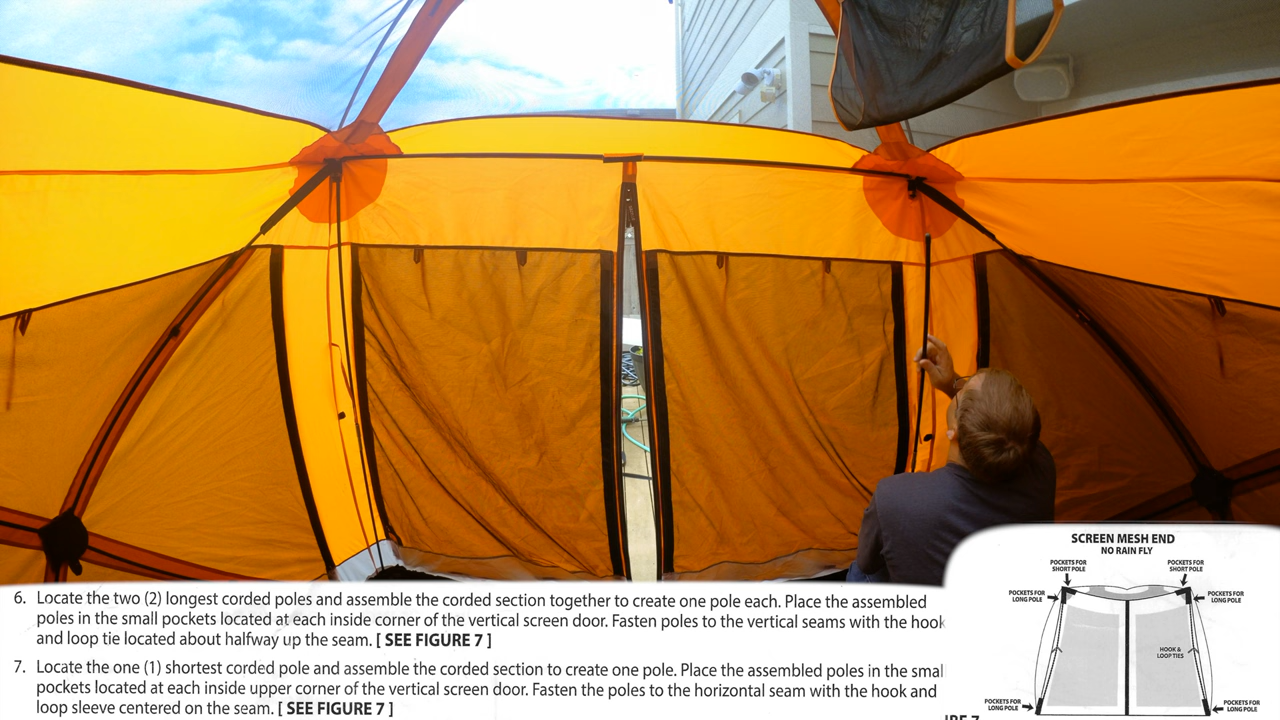 6. Locate the two (2) longest corded poles and assemble the corded section together to create one pole each. Place the assembled
poles in the small pockets located at each inside corner of the vertical screen door. Fasten poles to the vertical seams with the hook
and loop tie located about halfway up the seam. [ SEE FIGURE 7 ]
7. Locate the one (1) shortest corded pole and assemble the corded section to create one pole. Place the assembled poles in the smal
pockets located at each inside upper corner of the vertical screen door. Fasten the poles to the horizontal seam with the hook and
loop sleeve centered on the seam. [ SEE FIGURE 7 ]
SCREEN MESH END
NO RAIN FLY
POCKETS FOR
SHORT POLE
POCKETS FOR
SHORT POLE
POCKETS FOR
LONG POLE
POCKETS FOR
LONG POLE
HOOK &
LOOP TIES
POCKETS FOR
LONG POLE
POCKETS FOR
LONG POLE